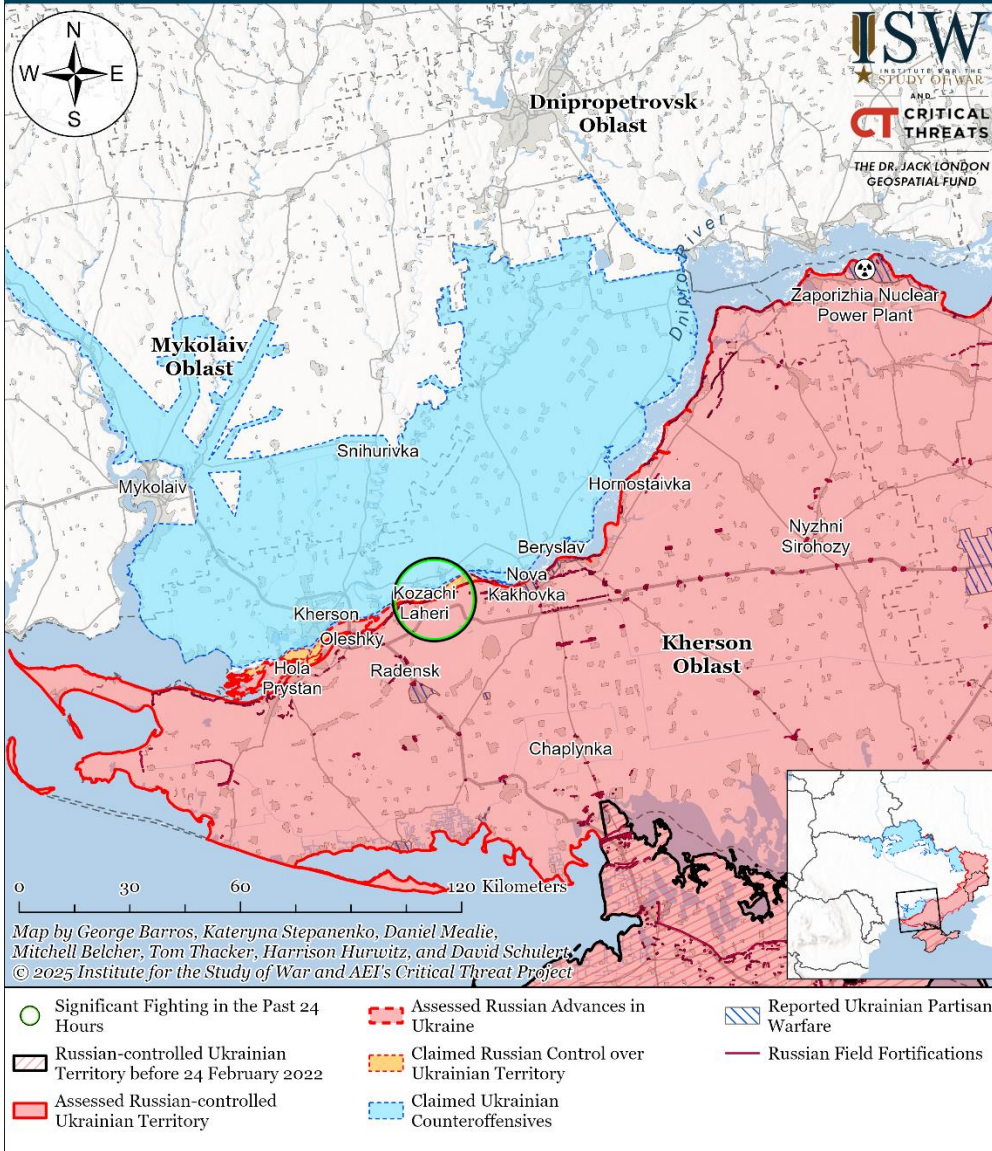 N
W
E
S
ISW
INSTITUTE FOR THE
STUDY OF WAR
AND
CT CRITICAL
THREATS
THE DR. JACK LONDON
GEOSPATIAL FUND
Dnipropetrovsk
Oblast
Dnipro River
Zaporizhia Nuclear
Power Plant
Mykolaiv
Oblast
Snihurivka
Mykolaiv
Hornostaivka
Nyzhni
Sirohozy
Beryslav
Nova
Kakhovka
Kozachi
Laheri
Kherson
Oleshky
Hola
Prystan
Radensk
Kherson
Oblast
Chaplynka
0 30 60 120 Kilometers
Map by George Barros, Kateryna Stepanenko, Daniel Mealie,
Mitchell Belcher, Tom Thacker, Harrison Hurwitz, and David Schulert
© 2025 Institute for the Study of War and AEI's Critical Threat Project
Significant Fighting in the Past 24
Hours
Russian-controlled Ukrainian
Territory before 24 February 2022
Assessed Russian-controlled
Ukrainian Territory
Assessed Russian Advances in
Ukraine
Claimed Russian Control over
Ukrainian Territory
Claimed Ukrainian
Counteroffensives
Reported Ukrainian Partisan
Warfare
Russian Field Fortifications